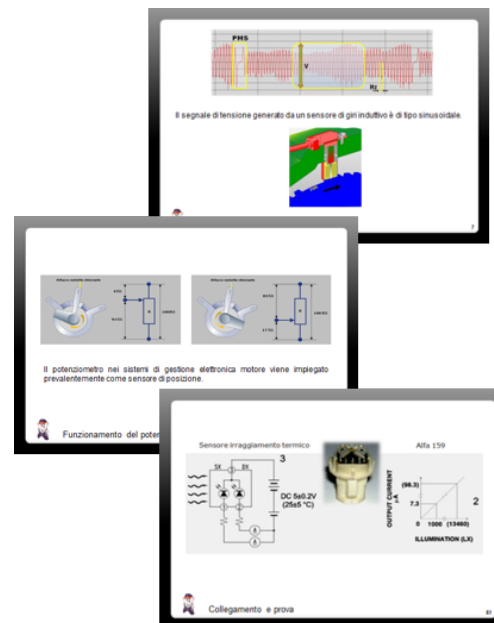 PMS
V
Hz
Il segnale di tensione generato da un sensore di giri induttivo è di tipo sinusoidale.
7
Il potenziometro nei sistemi di gestione elettronica motore viene impiegato
prevalentemente come sensore di posizione.
Funzionamento del poten
Sensore irraggiamento termico
Alfa 159
SX
DX
3
DC 5±0.2V
(25±5 °C)
1
2
A
A
OUTPUT CURRENT
µA
(98.3)
7.3
2
0 1000 (13460)
ILLUMINATION (LX)
Collegamento e prova